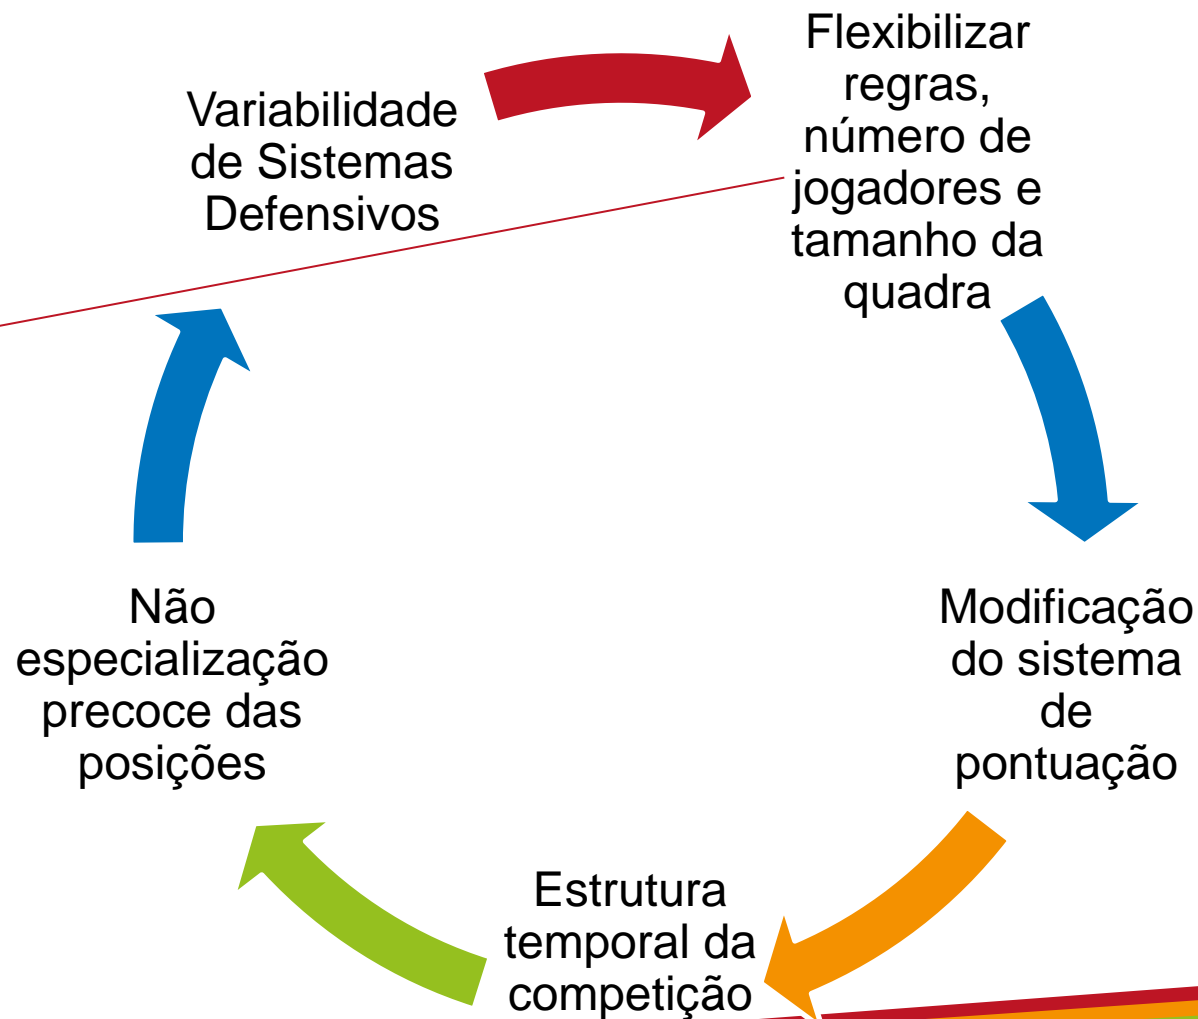 Flexibilizar
regras,
número de
jogadores e
tamanho da
quadra
Modificação
do sistema
de
pontuação
Estrutura
temporal da
competição
Não
especialização
precoce das
posições
Variabilidade
de Sistemas
Defensivos